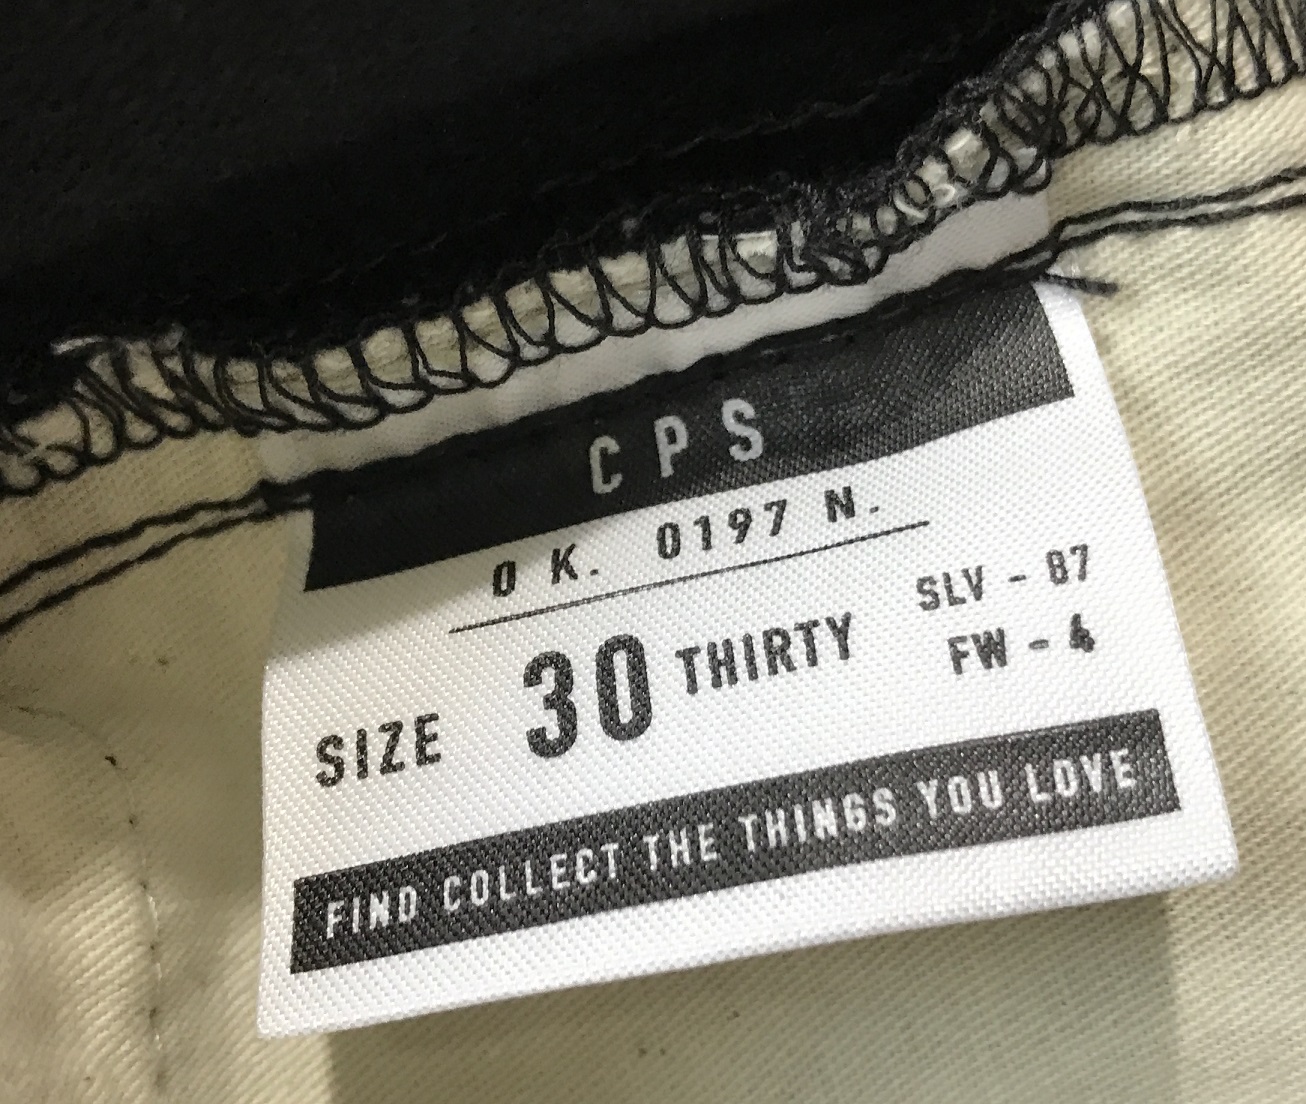 CPS
0 K. 0197 N.
SIZE 30 THIRTY
SLV - 87
FW - 4
FIND COLLECT THE THINGS YOU LOVE